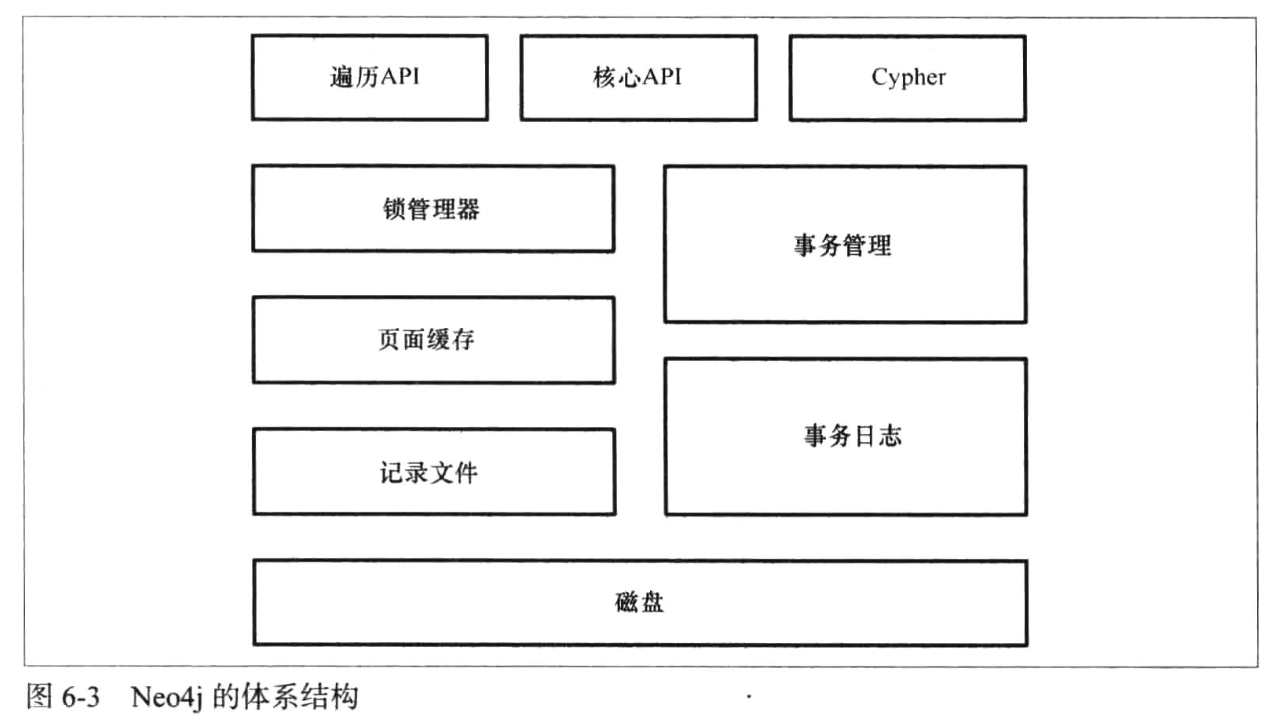 遍历API
核心API
Cypher
锁管理器
事务管理
页面缓存
事务日志
记录文件
磁盘
图 6-3 Neo4j 的体系结构